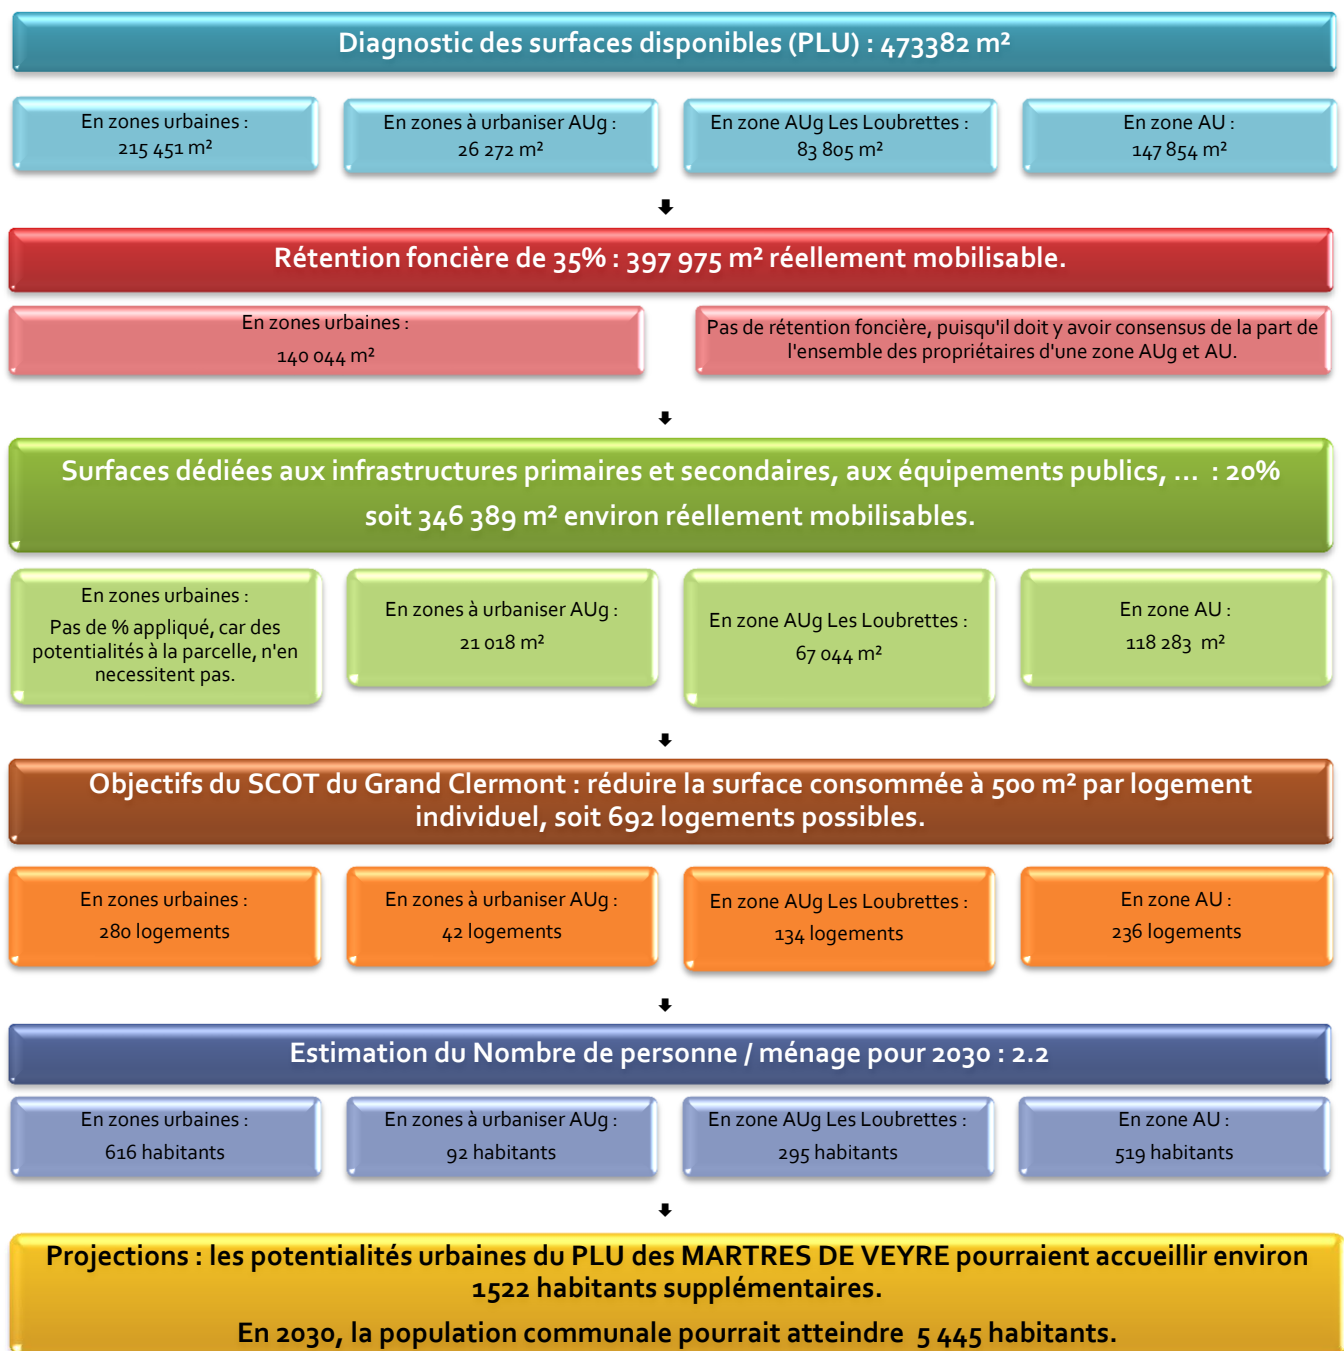 Diagnostic des surfaces disponibles (PLU) : 473382 m²
En zones urbaines :
215 451 m²
En zones à urbaniser AUg :
26 272 m²
En zone AUg Les Loubrettes :
83 805 m²
En zone AU :
147 854 m²
Rétention foncière de 35% : 397 975 m² réellement mobilisable.
En zones urbaines :
140 044 m²
Pas de rétention foncière, puisqu'il doit y avoir consensus de la part de
l'ensemble des propriétaires d'une zone AUg et AU.
Surfaces dédiées aux infrastructures primaires et secondaires, aux équipements publics, ... : 20%
soit 346 389 m² environ réellement mobilisables.
En zones urbaines :
Pas de % appliqué, car des
potentialités à la parcelle, n'en
necessitent pas.
En zones à urbaniser AUg :
21 018 m²
En zone AUg Les Loubrettes :
67 044 m²
En zone AU :
118 283 m²
Objectifs du SCOT du Grand Clermont : réduire la surface consommée à 500 m² par logement
individuel, soit 692 logements possibles.
En zones urbaines :
280 logements
En zones à urbaniser AUg :
42 logements
En zone AUg Les Loubrettes :
134 logements
En zone AU :
236 logements
Estimation du Nombre de personne / ménage pour 2030 : 2.2
En zones urbaines :
616 habitants
En zones à urbaniser AUg :
92 habitants
En zone AUg Les Loubrettes :
295 habitants
En zone AU :
519 habitants
Projections : les potentialités urbaines du PLU des MARTRES DE VEYRE pourraient accueillir environ
1522 habitants supplémentaires.
En 2030, la population communale pourrait atteindre 5 445 habitants.